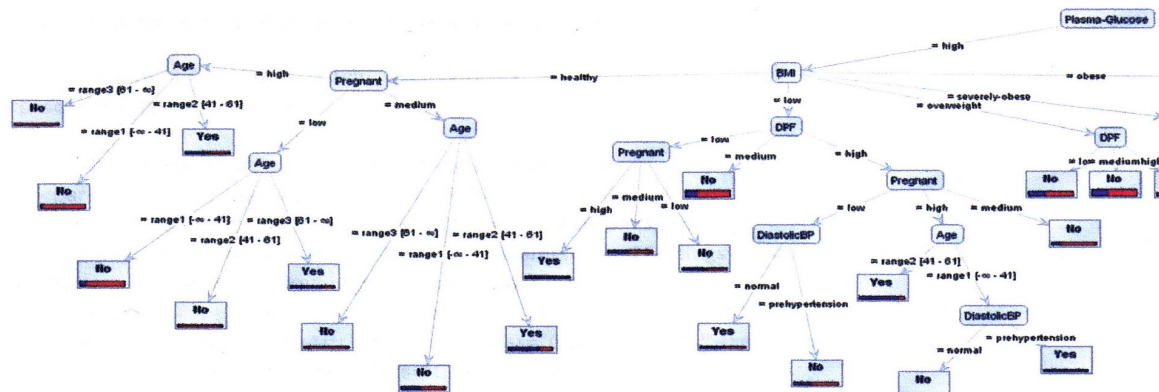 Plasma-Glucose
= high
Age
= high
Pregnant
= healthy
BMI
= obese
= range3 [61 - ∞]
= severely-obese
= overweight
No
= range2 [41 - 61]
= medium
= low
= low
Yes
= range1 [-∞ - 41]
Age
DPF
DPF
= low
Pregnant
= medium
= high
Age
= low
medium
high
No
No
No
No
Pregnant
= high
= medium
= low
= low
= high
= medium
= range1 [-∞ - 41]
= range3 [61 - ∞]
= range2 [41 - 61]
= range3 [61 - ∞]
= range2 [41 - 61]
= range1 [-∞ - 41]
No
No
DiastolicBP
Age
No
No
Yes
Yes
= range2 [41 - 61]
Yes
= range1 [-∞ - 41]
No
= normal
= prehypertension
DiastolicBP
No
Yes
Yes
= prehypertension
No
No
= normal
Yes
No